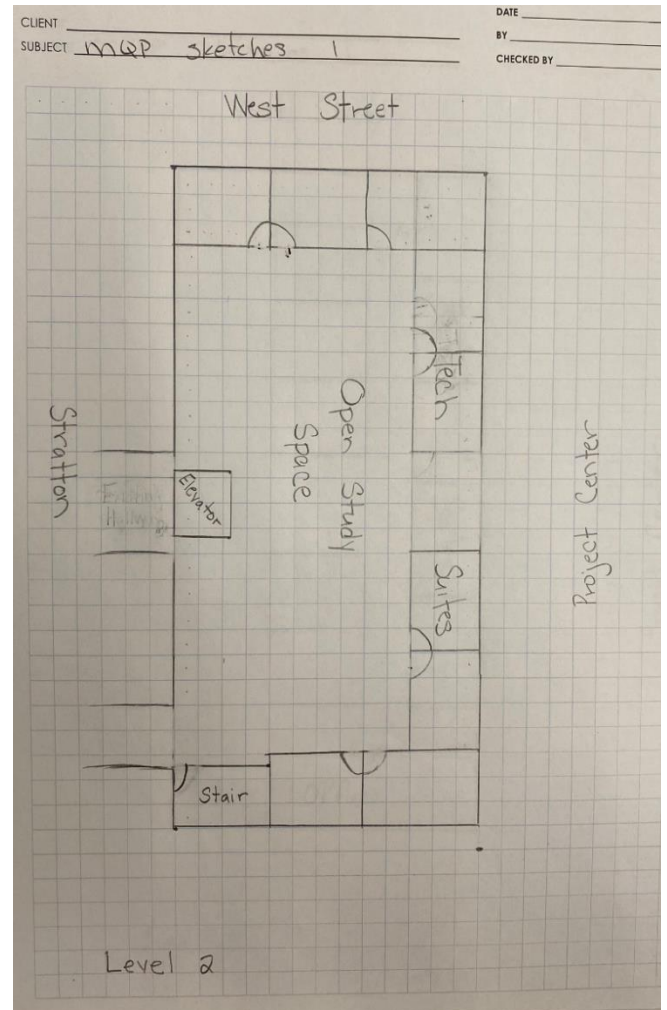 CLIENT
SUBJECT MQP sketches 1
DATE
BY
CHECKED BY
West Street
Tech
Open Study
Space
Stratton
Elevator
Project Center
Suites
Stair
Level 2